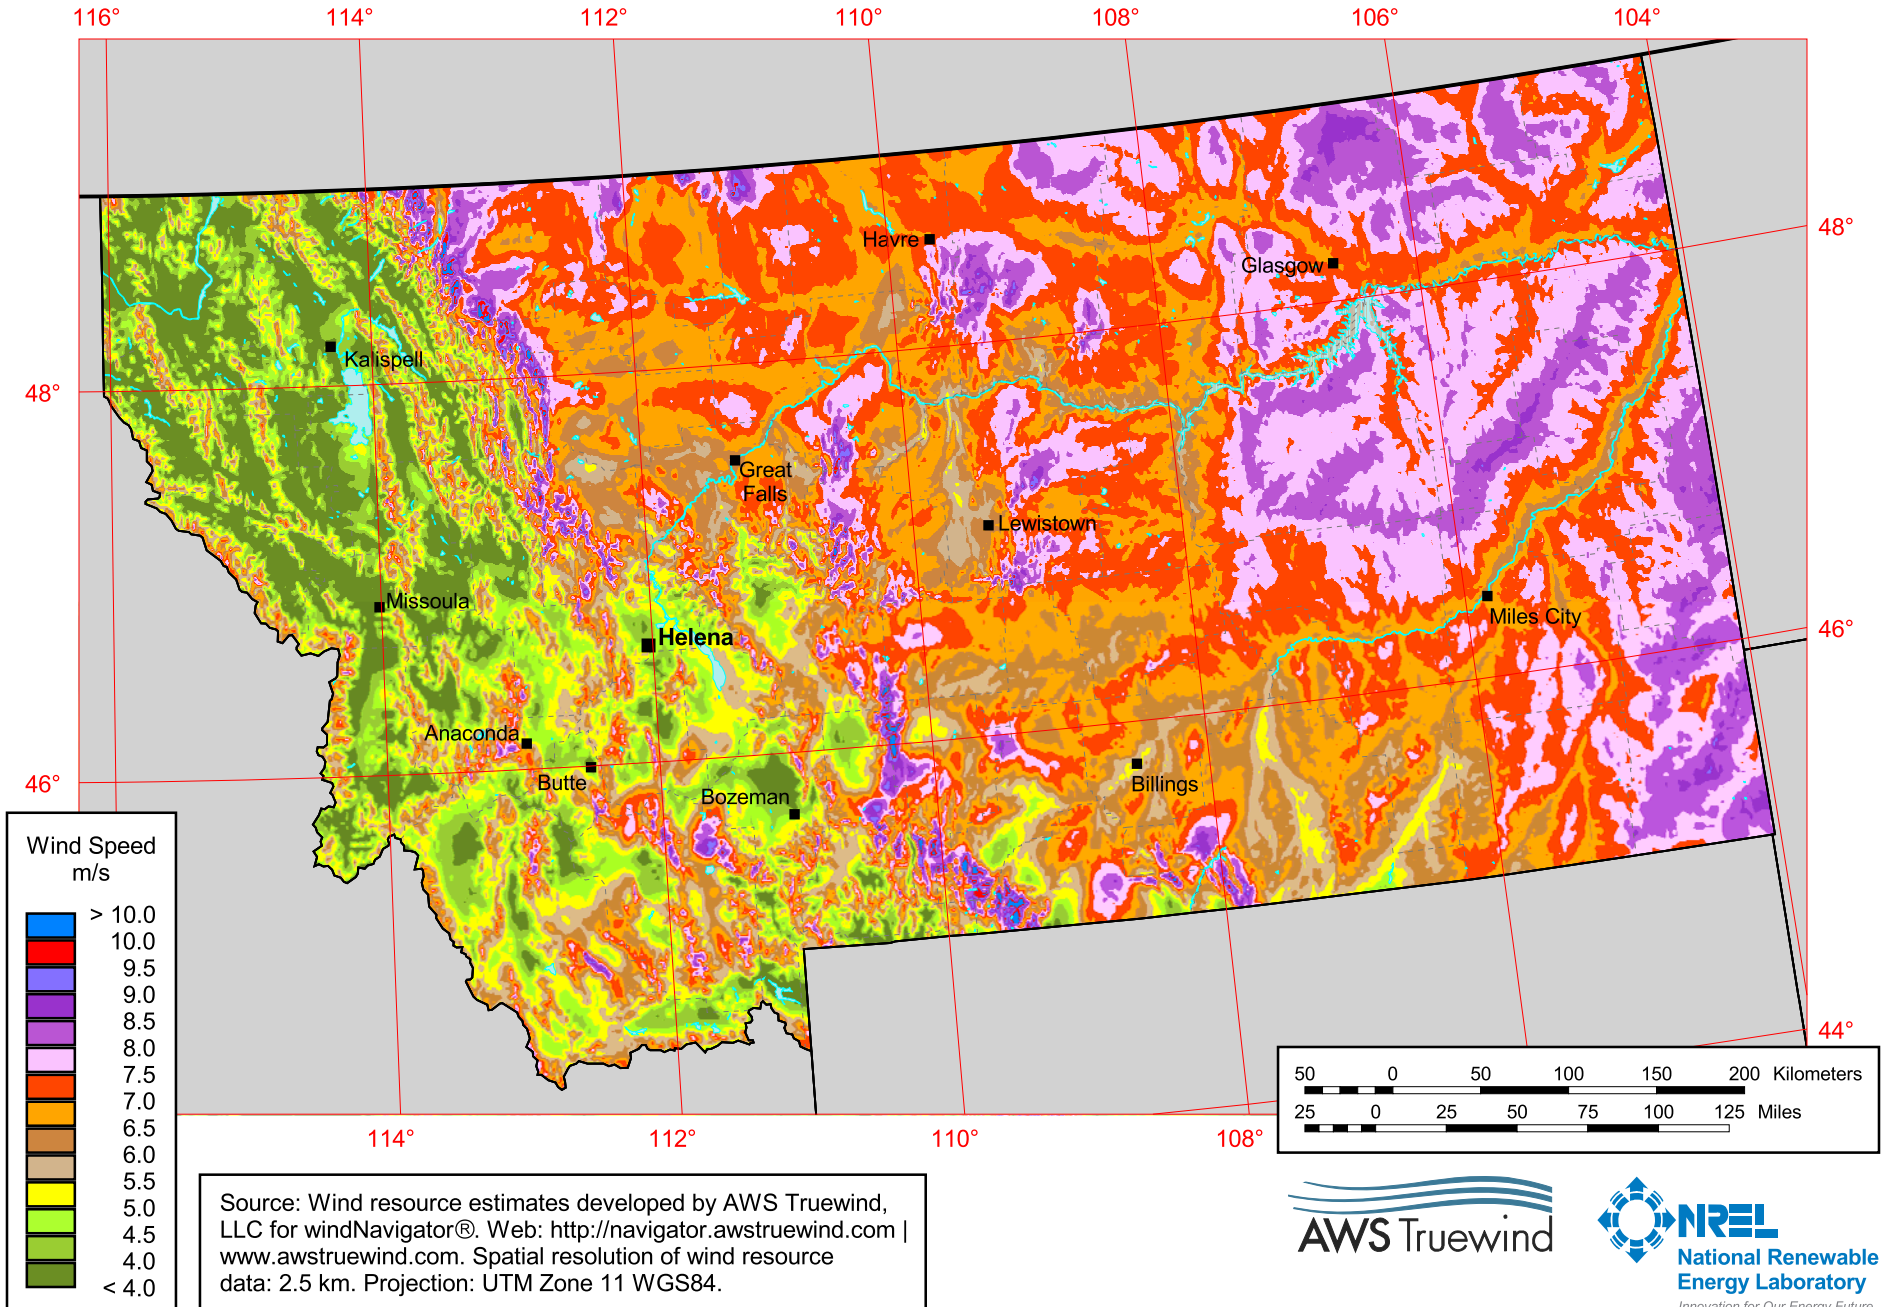 116°
114°
112°
110°
108°
106°
104°
48°
46°
44°
48°
46°
114°
112°
110°
108°
Havre
Glasgow
Kalispell
Great
Falls
Lewistown
Missoula
Helena
Miles City
Anaconda
Butte
Bozeman
Billings
Wind Speed
m/s
> 10.0
10.0
9.5
9.0
8.5
8.0
7.5
7.0
6.5
6.0
5.5
5.0
4.5
4.0
< 4.0
Source: Wind resource estimates developed by AWS Truewind,
LLC for windNavigator®. Web: http://navigator.awstruewind.com |
www.awstruewind.com. Spatial resolution of wind resource
data: 2.5 km. Projection: UTM Zone 11 WGS84.
50 0 50 100 150 200 Kilometers
25 0 25 50 75 100 125 Miles
AWS Truewind
NREL
National Renewable
Energy Laboratory
Innovation for Our Energy Future